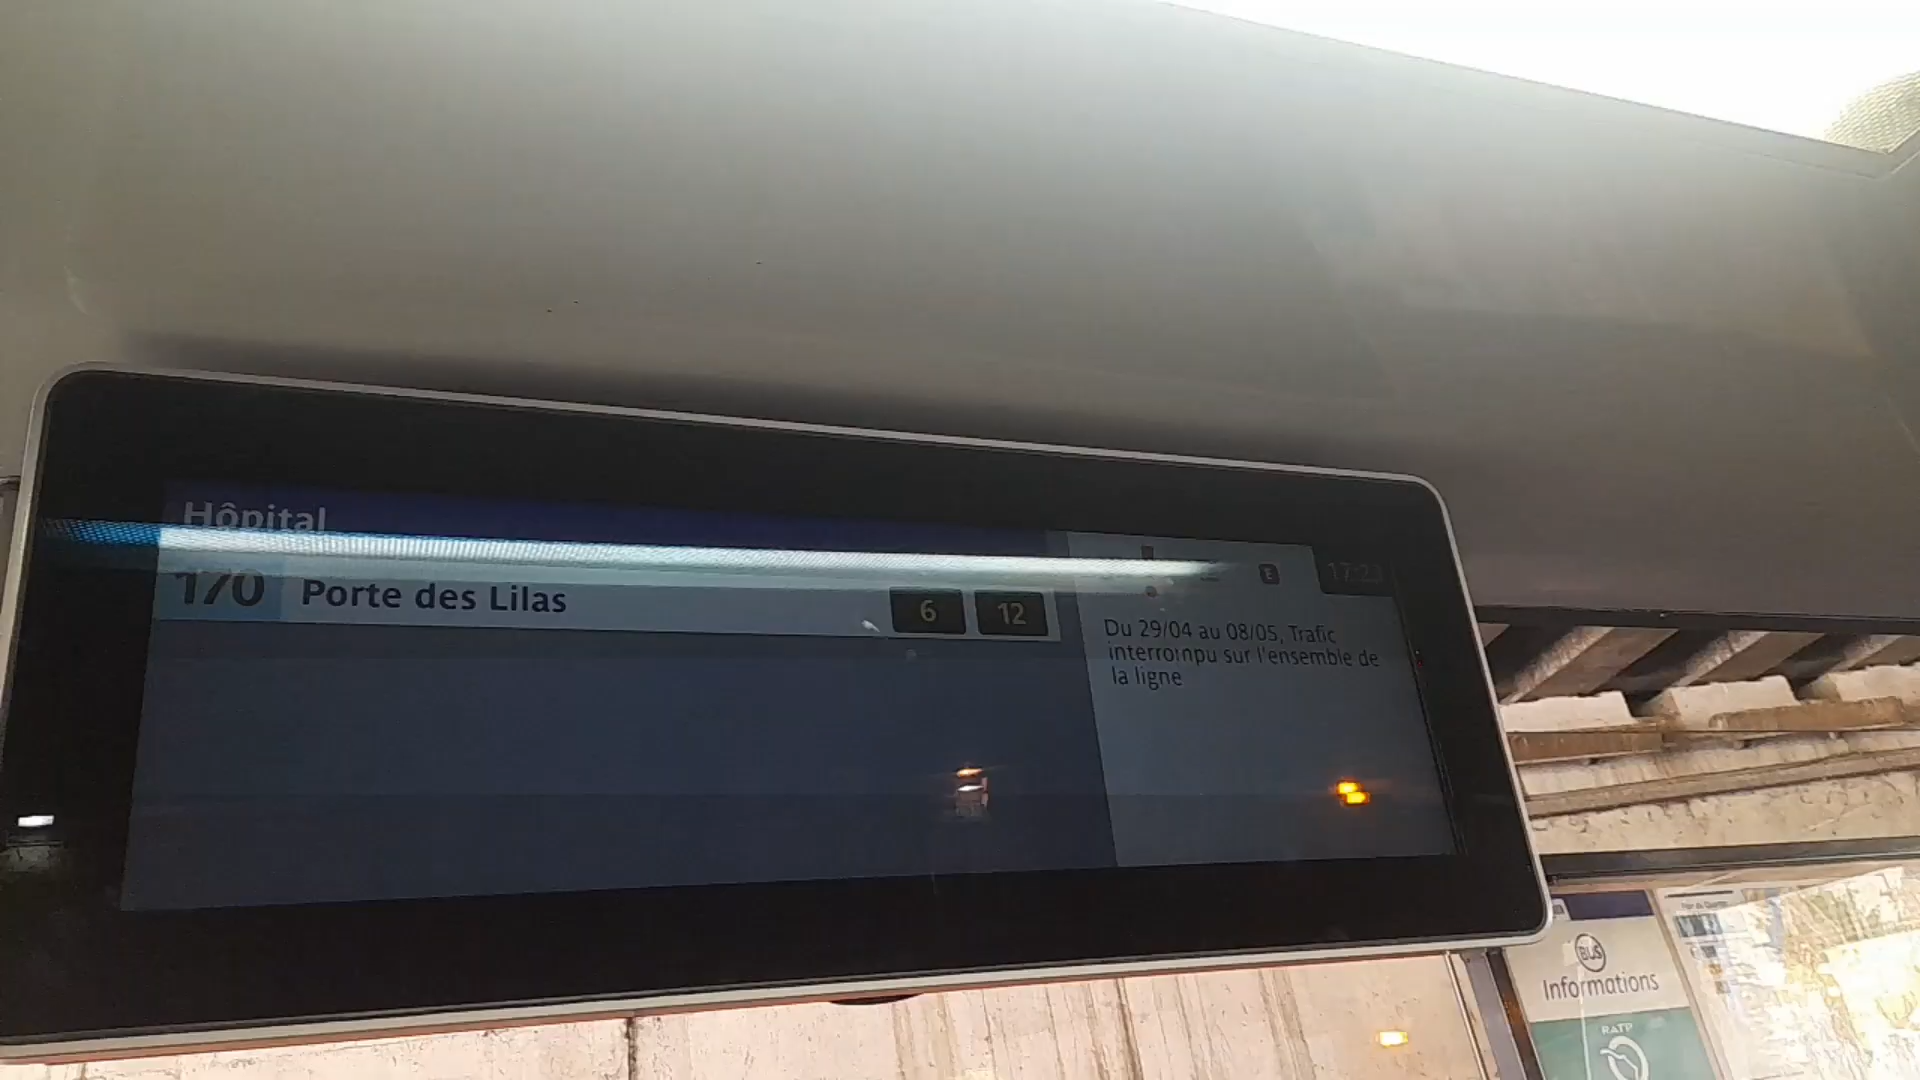 Hôpital
170 Porte des Lilas 6 12
E
Du 29/04 au 08/05, Trafic
interrompu sur l'ensemble de
la ligne
BUS
Informations
RATP